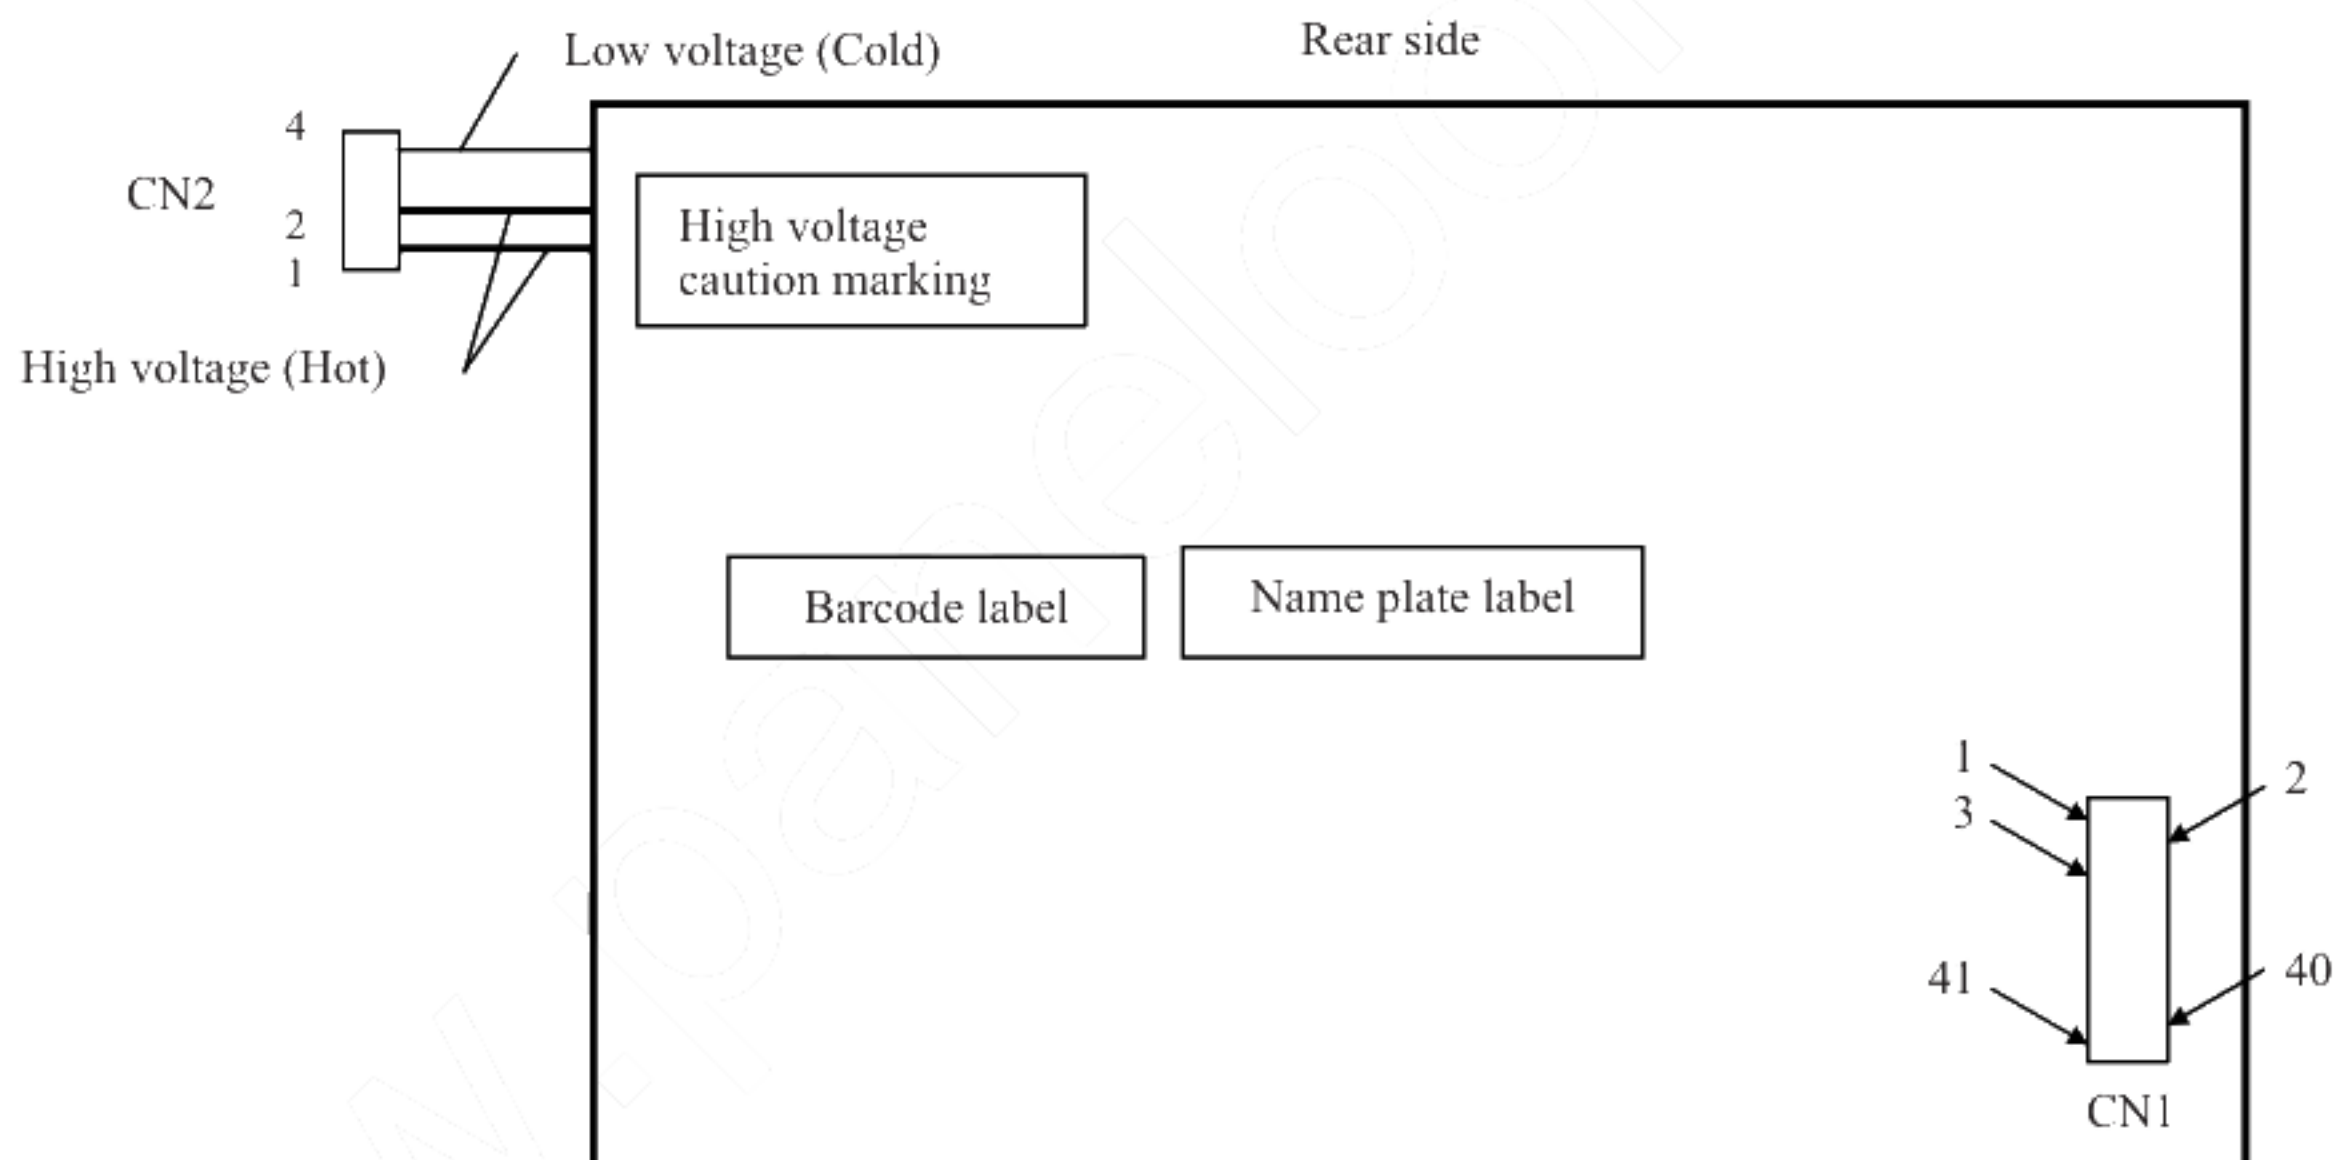 Rear side
Low voltage (Cold)
4
CN2
2
1
High voltage (Hot)
High voltage
caution marking
Barcode label
Name plate label
1
2
3
41
40
CN1